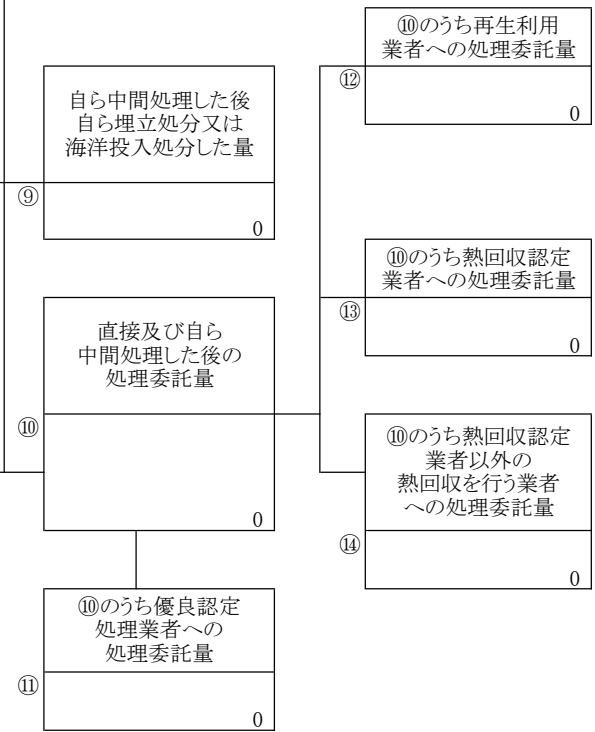 ⑩のうち再生利用
業者への処理委託量
⑫
0
自ら中間処理した後
自ら埋立処分又は
海洋投入処分した量
⑨
0
⑩のうち熱回収認定
業者への処理委託量
⑬
0
直接及び自ら
中間処理した後の
処理委託量
⑩
0
⑩のうち熱回収認定
業者以外の
熱回収を行う業者
への処理委託量
⑭
0
⑩のうち優良認定
処理業者への
処理委託量
⑪
0